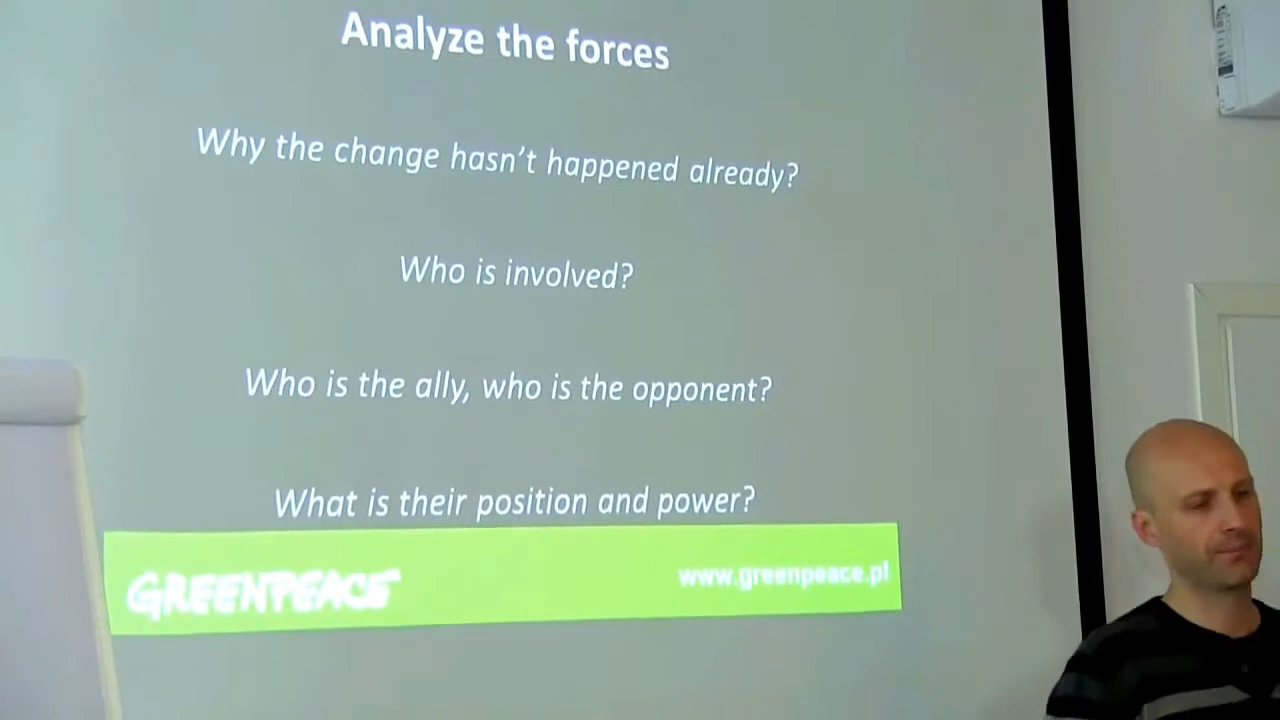 Analyze the forces
Why the change hasn't happened already?
Who is involved?
Who is the ally, who is the opponent?
What is their position and power?
GREENPEACE
www.greenpeace.pl